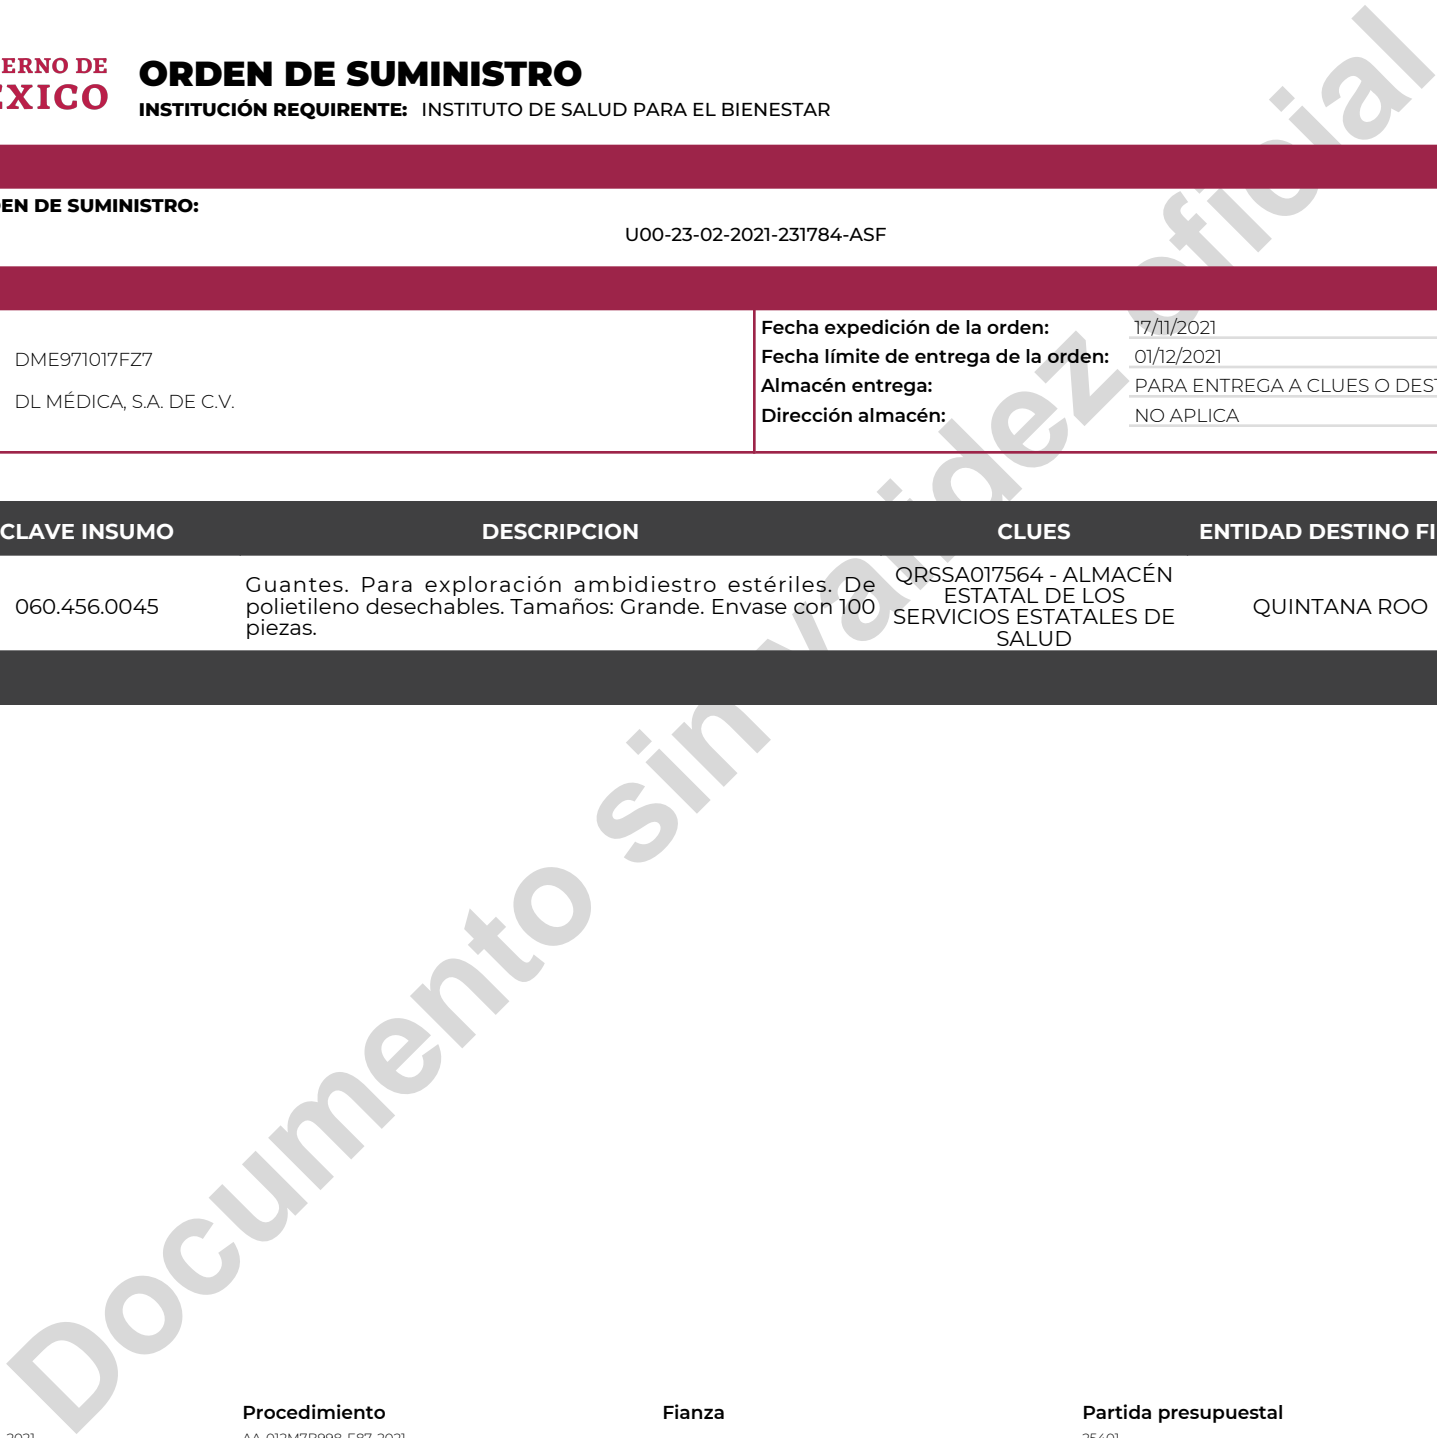 ERNO DE
EXICO
ORDEN DE SUMINISTRO
INSTITUCIÓN REQUIRENTE: INSTITUTO DE SALUD PARA EL BIENESTAR
EN DE SUMINISTRO:
U00-23-02-2021-231784-ASF
DME971017FZ7
DL MÉDICA, S.A. DE C.V.
Fecha expedición de la orden: 17/11/2021
Fecha límite de entrega de la orden: 01/12/2021
Almacén entrega: PARA ENTREGA A CLUES O DEST
Dirección almacén: NO APLICA
CLAVE INSUMO DESCRIPCION CLUES ENTIDAD DESTINO FI
060.456.0045
Guantes. Para exploración ambidiestro estériles. De
polietileno desechables. Tamaños: Grande. Envase con 100
piezas.
QRSSA017564 - ALMACÉN
ESTATAL DE LOS
SERVICIOS ESTATALES DE
SALUD
QUINTANA ROO
Documento sin validez oficial
Procedimiento Fianza Partida presupuestal